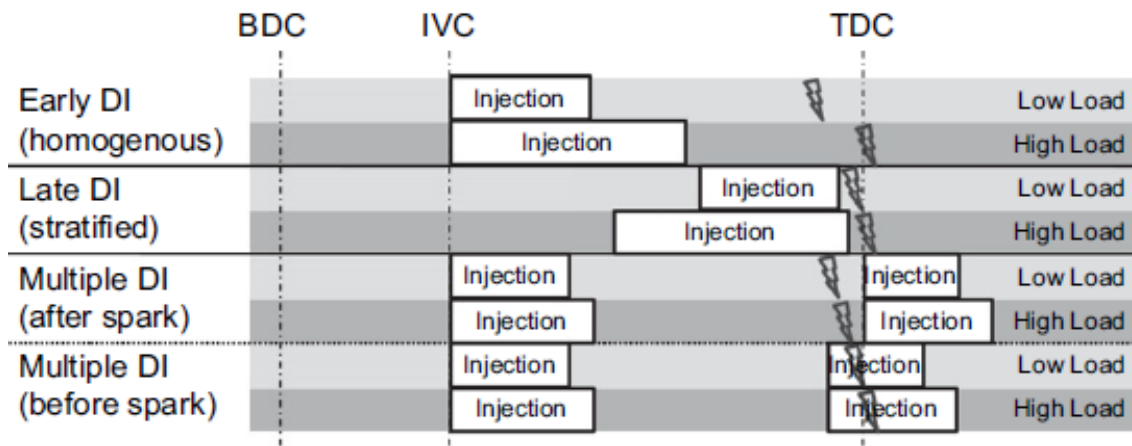 BDC IVC TDC
Early DI
(homogenous)
Injection Low Load
Injection High Load
Late DI
(stratified)
Injection Low Load
Injection High Load
Multiple DI
(after spark)
Injection Injection Low Load
Injection Injection High Load
Multiple DI
(before spark)
Injection Injection Low Load
Injection Injection High Load